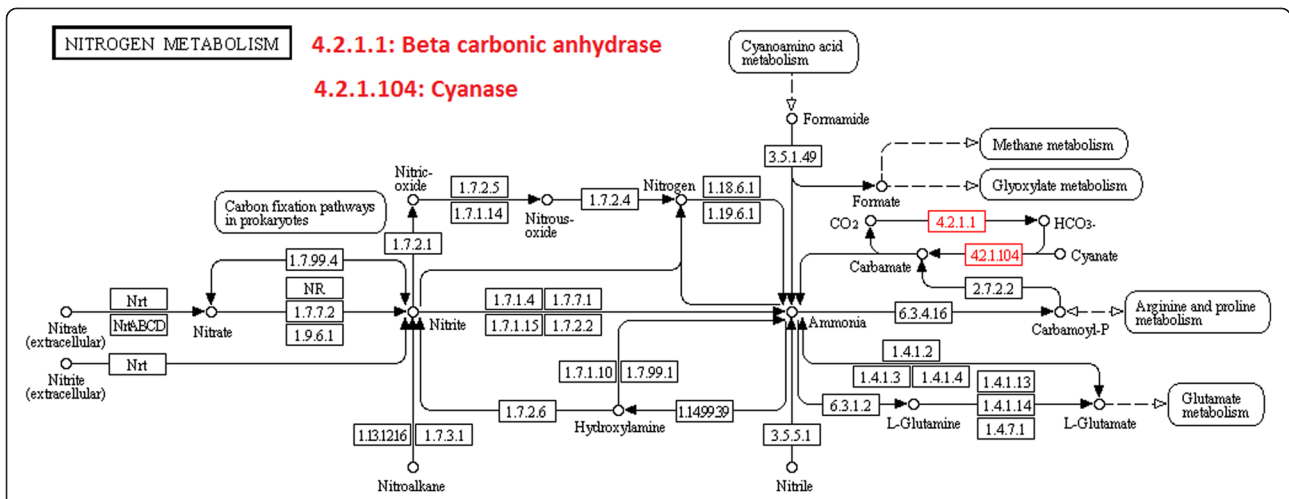 NITROGEN METABOLISM
4.2.1.1: Beta carbonic anhydrase
4.2.1.104: Cyanase
Cyanoamino acid
metabolism
Formamide
3.5.1.49
Methane metabolism
Glyoxylate metabolism
Formate
Nitric-
oxide
1.7.2.5
1.7.1.14
Nitrous-
oxide
1.7.2.4
Nitrogen
1.18.6.1
1.19.6.1
Carbon fixation pathways
in prokaryotes
1.7.2.1
CO2
4.2.1.1
HCO3-
4.2.1.104
Carbamate
Cyanate
1.7.99.4
2.7.2.2
Nrt
NrtABCD
Nitrate
(extracellular)
Nitrate
NR
1.7.7.2
1.9.6.1
Nitrite
1.7.1.4
1.7.7.1
1.7.1.15
1.7.2.2
Ammonia
6.3.4.16
Carbamoyl-P
Arginine and proline
metabolism
Nrt
Nitrite
(extracellular)
1.7.1.10
1.7.99.1
1.4.1.2
1.4.1.3
1.4.1.4
1.4.1.13
1.4.1.14
1.4.7.1
1.7.2.6
Hydroxylamine
1.14.99.39
6.3.1.2
L-Glutamine
L-Glutamate
Glutamate
metabolism
1.13.12.16
1.7.3.1
3.5.5.1
Nitroalkane
Nitrile